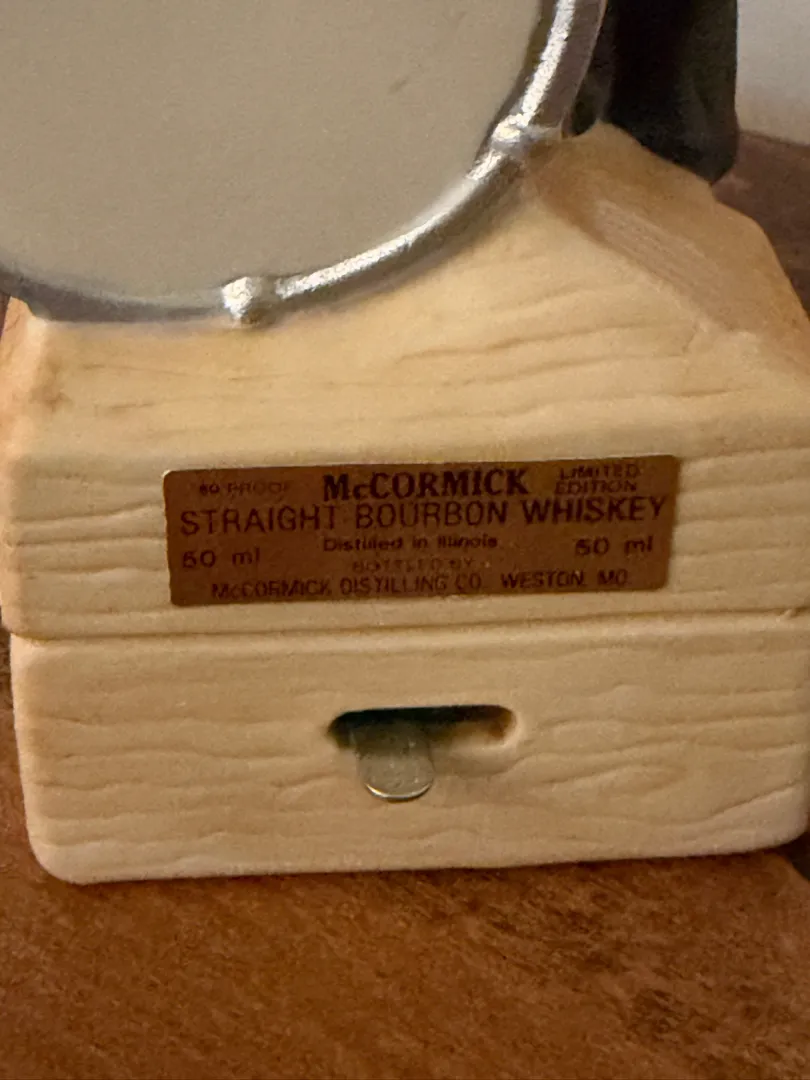 80 PROOF McCORMICK LIMITED EDITION
STRAIGHT BOURBON WHISKEY
50 ml Distilled in Illinois 50 ml
BOTTLED BY
McCORMICK DISTILLING CO. WESTON, MO.